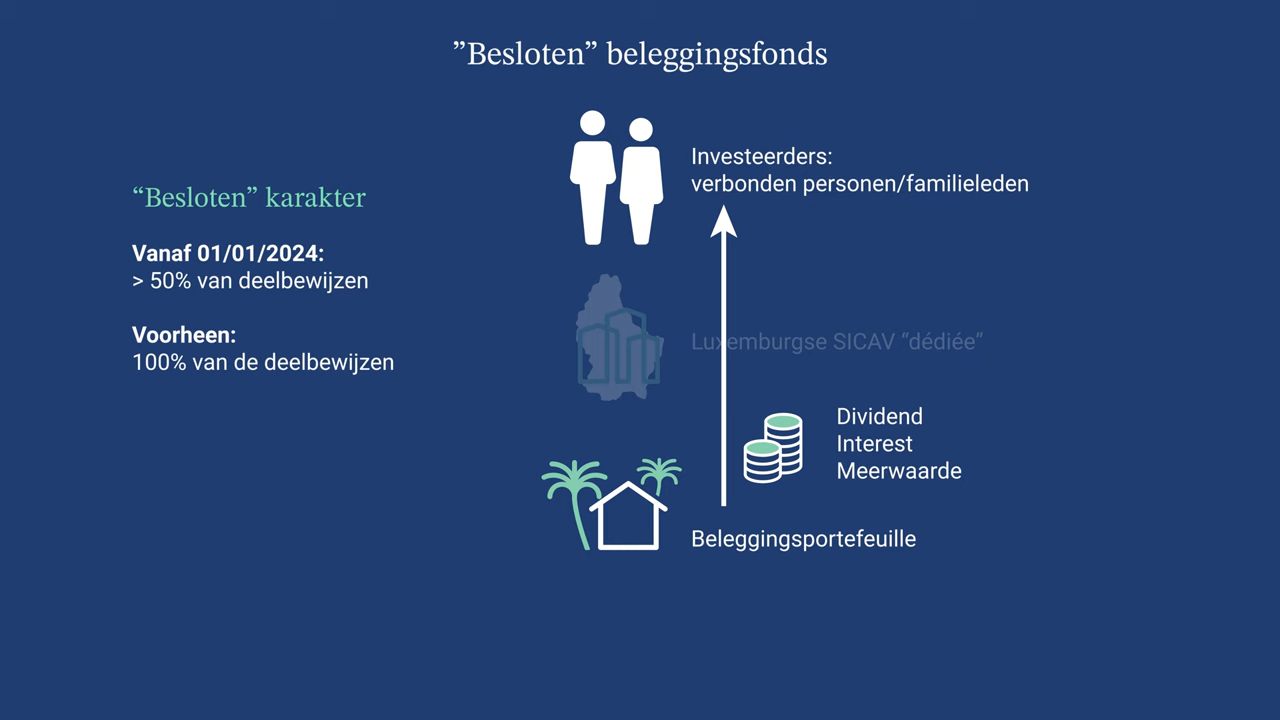 ”Besloten” beleggingsfonds
“Besloten” karakter
Vanaf 01/01/2024:
> 50% van deelbewijzen
Voorheen:
100% van de deelbewijzen
Investeerders:
verbonden personen/familieleden
Luxemburgse SICAV “dédiée”
Dividend
Interest
Meerwaarde
Beleggingsportefeuille